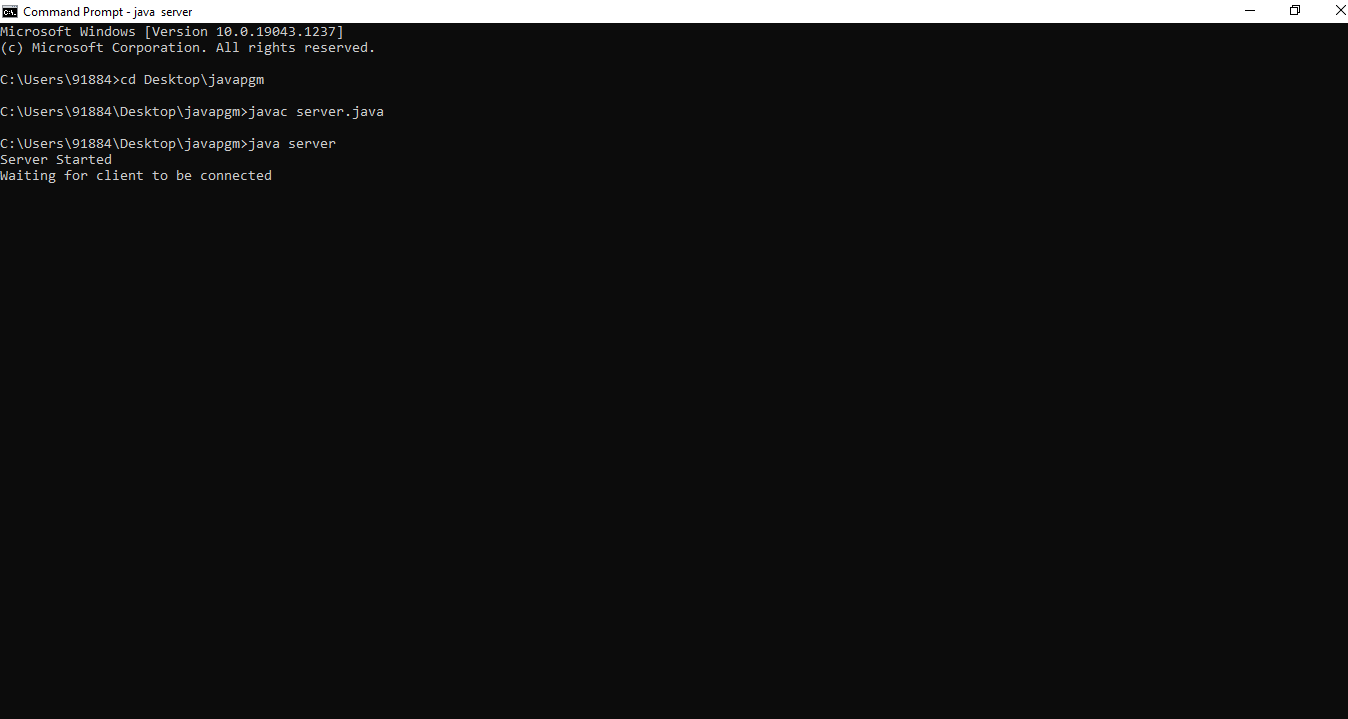 Command Prompt - java  server
Microsoft Windows [Version 10.0.19043.1237]
(c) Microsoft Corporation. All rights reserved.
C:\Users\91884>cd Desktop\javapgm
C:\Users\91884\Desktop\javapgm>javac server.java
C:\Users\91884\Desktop\javapgm>java server
Server Started
Waiting for client to be connected